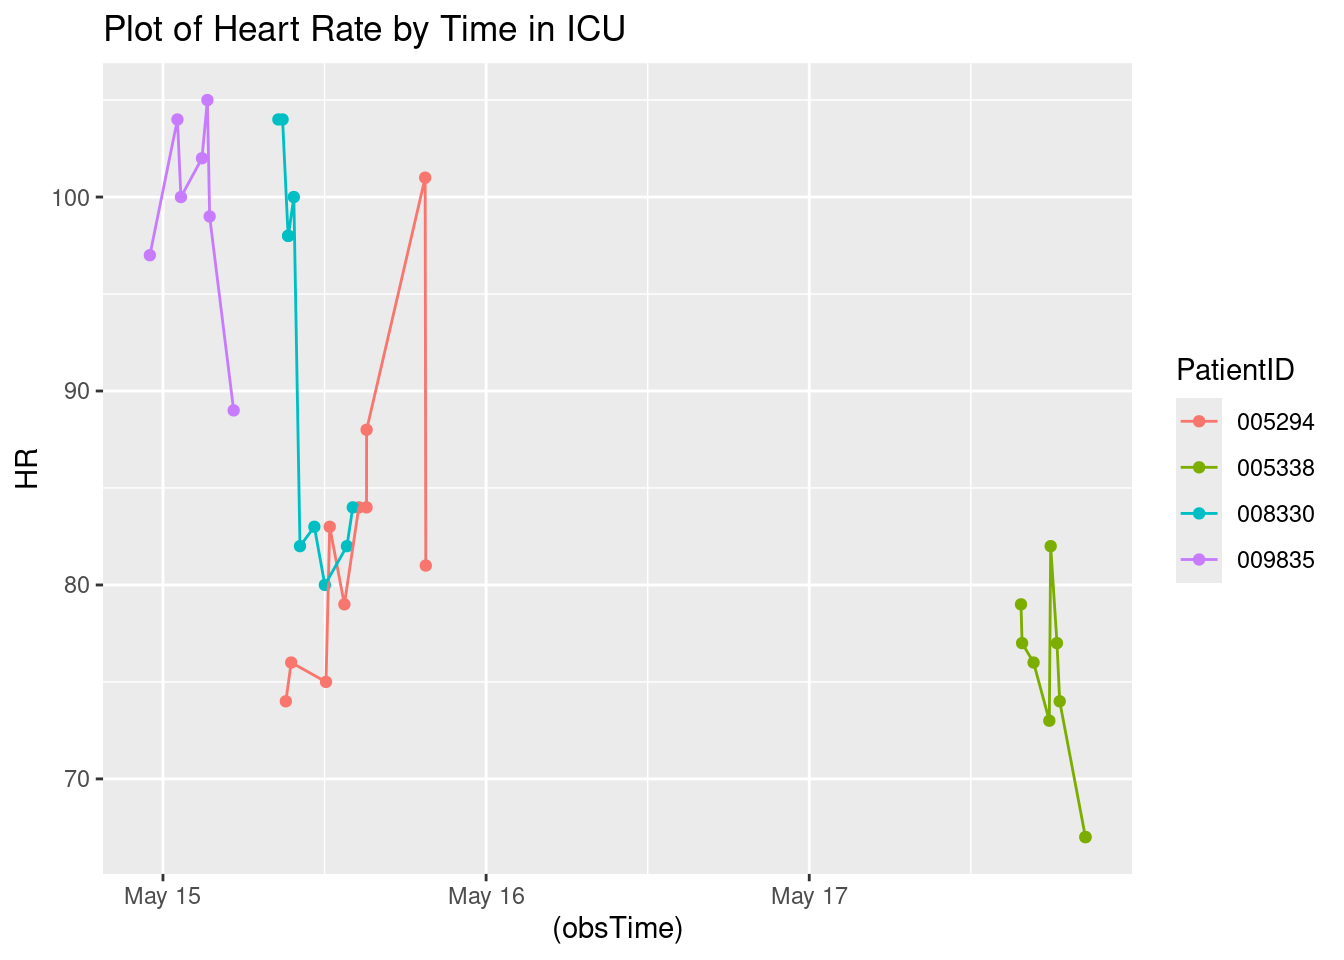 Plot of Heart Rate by Time in ICU
HR
100
90
80
70
May 15
May 16
May 17
(obsTime)
PatientID
005294
005338
008330
009835